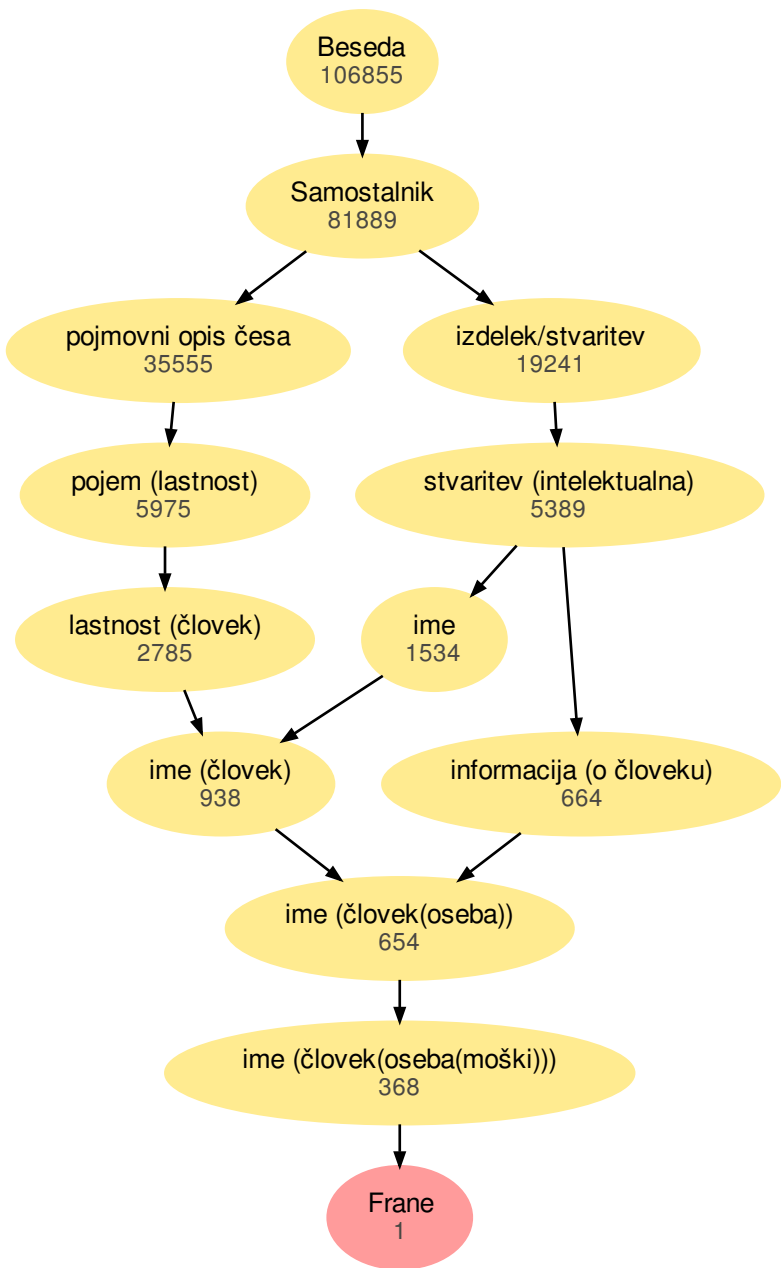 Beseda
106855
Samostalnik
81889
pojmovni opis česa
35555
izdelek/stvaritev
19241
pojem (lastnost)
5975
stvaritev (intelektualna)
5389
lastnost (človek)
2785
ime
1534
ime (človek)
938
informacija (o človeku)
664
ime (človek(oseba))
654
ime (človek(oseba(moški)))
368
Frane
1